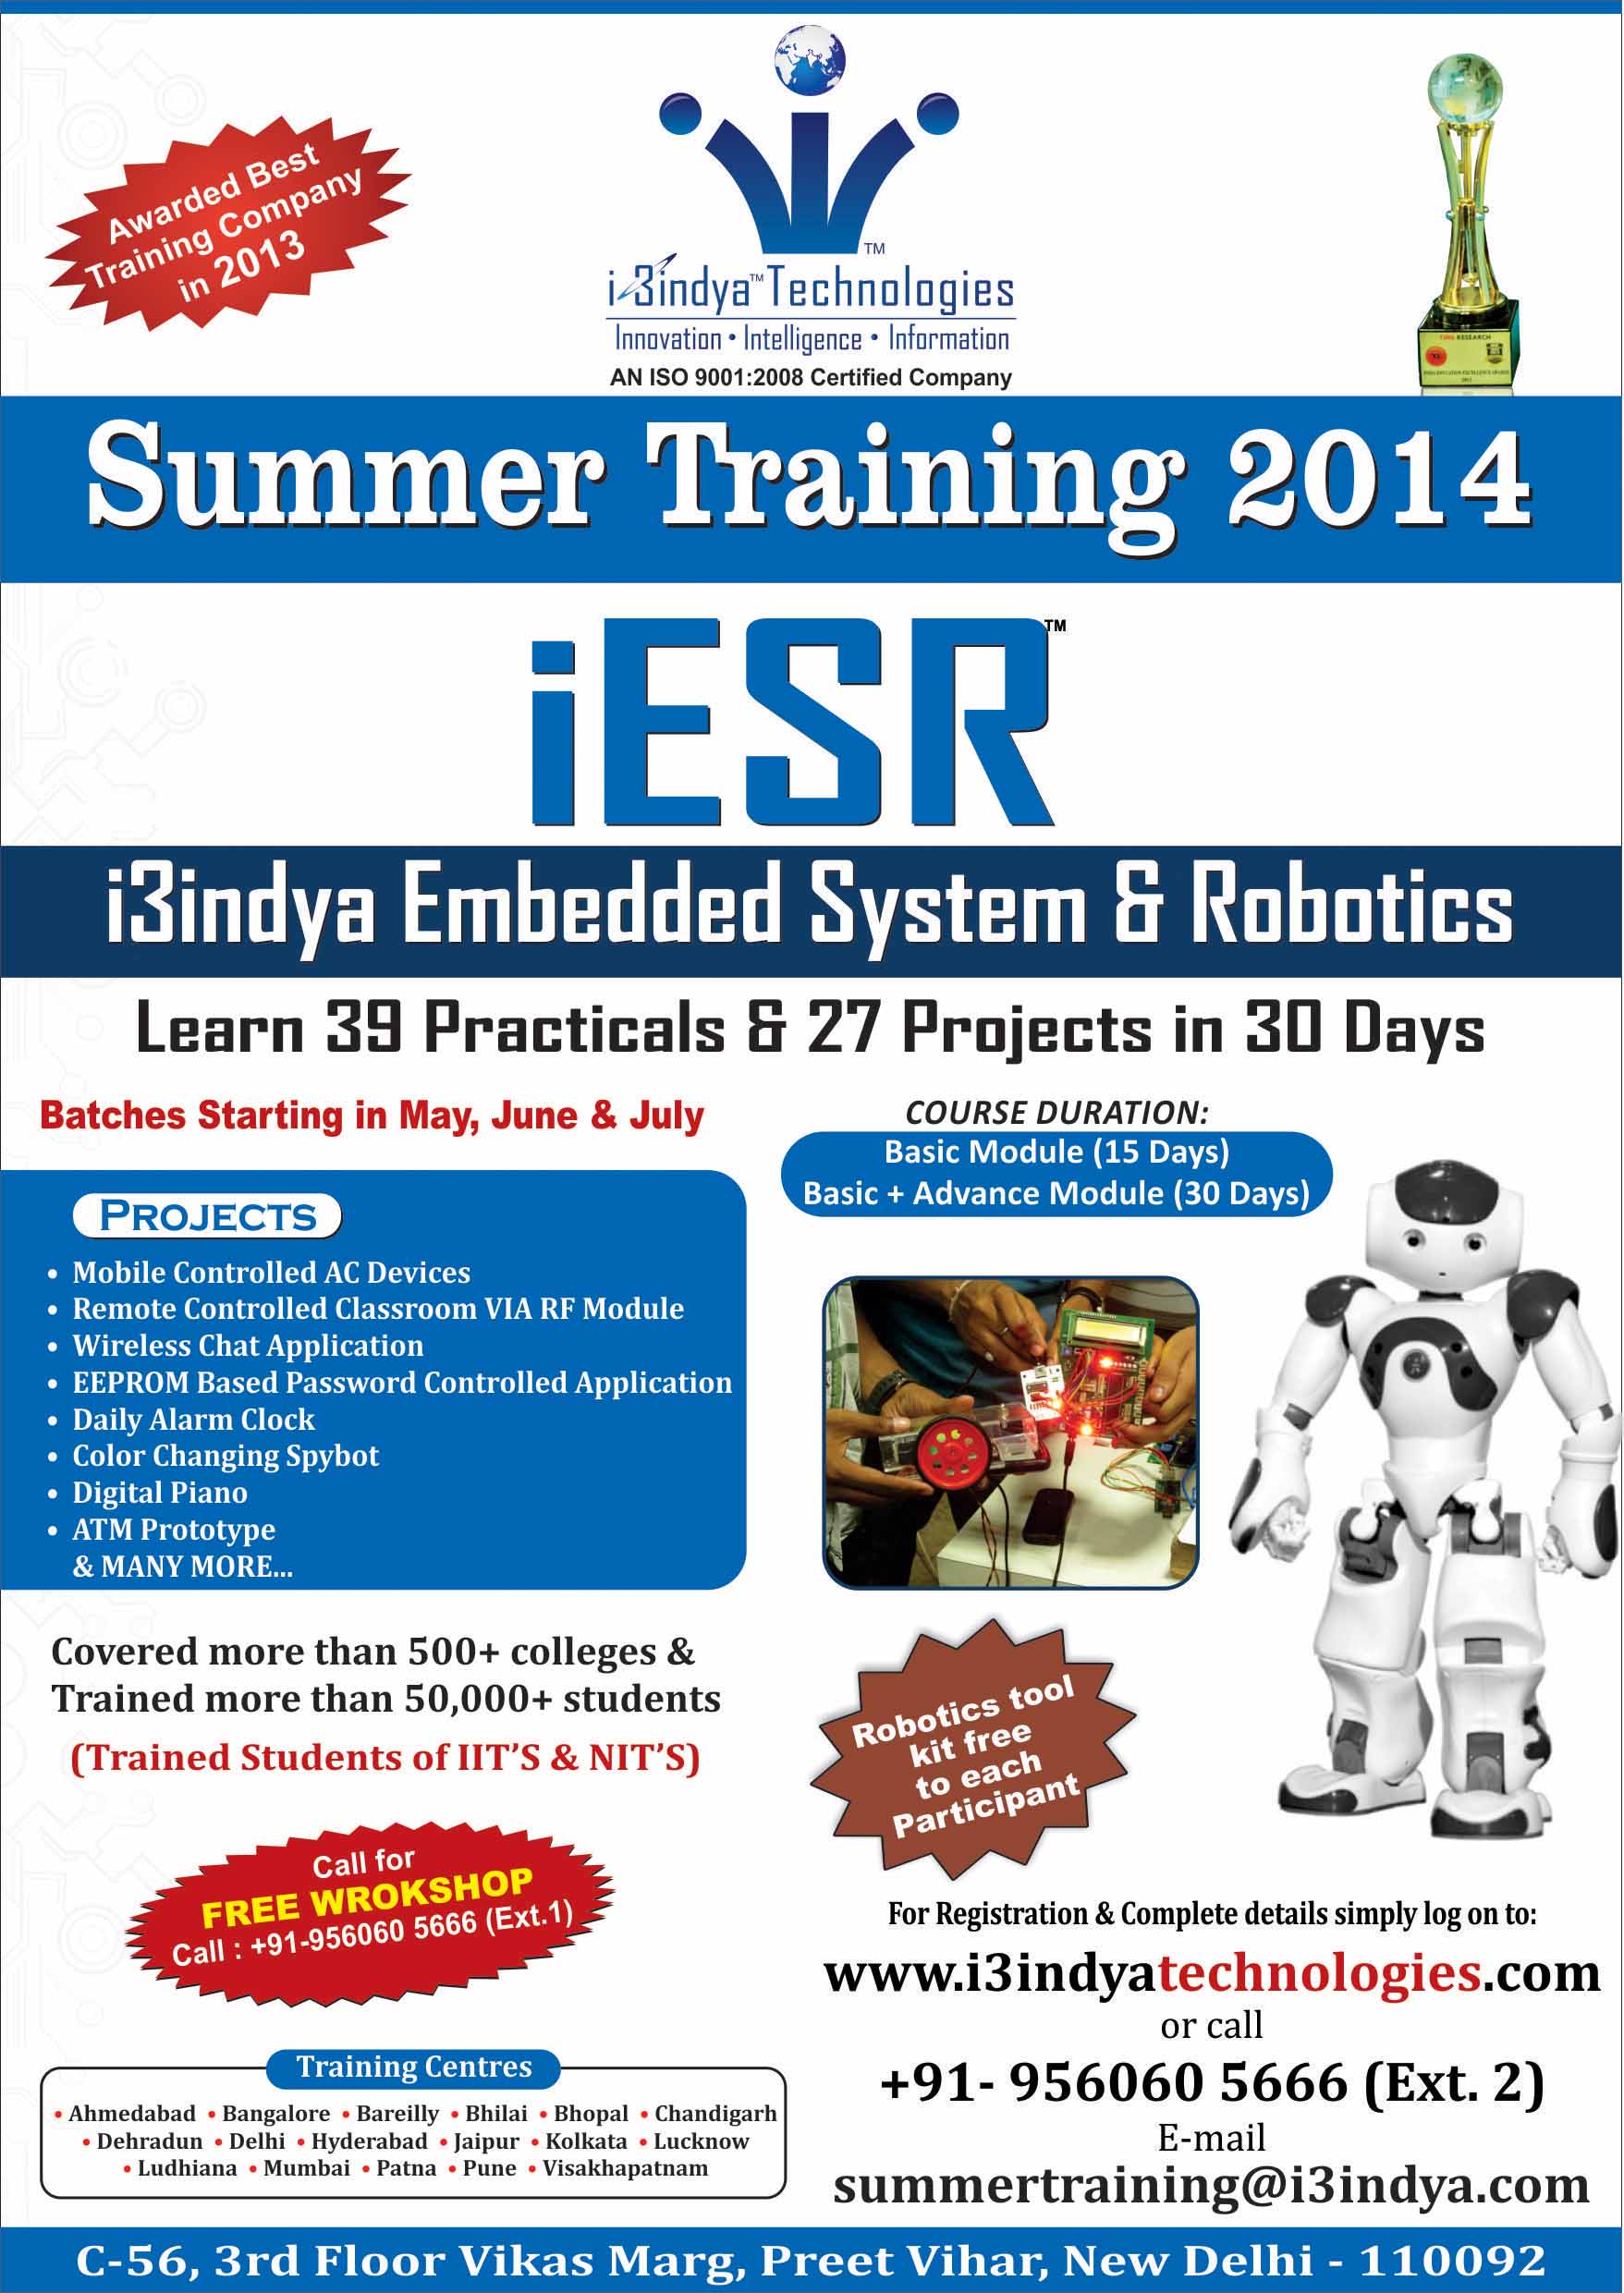 Awarded Best
Training Company
in 2013
TM
i3indya™Technologies
Innovation • Intelligence • Information
AN ISO 9001:2008 Certified Company
RESEARCH
Summer Training 2014
iESR™
i3indya Embedded System & Robotics
Learn 39 Practicals & 27 Projects in 30 Days
Batches Starting in May, June & July
COURSE DURATION:
Basic Module (15 Days)
Basic + Advance Module (30 Days)
PROJECTS
• Mobile Controlled AC Devices
• Remote Controlled Classroom VIA RF Module
• Wireless Chat Application
• EEPROM Based Password Controlled Application
• Daily Alarm Clock
• Color Changing Spybot
• Digital Piano
• ATM Prototype
& MANY MORE...
Covered more than 500+ colleges &
Trained more than 50,000+ students
(Trained Students of IIT'S & NIT'S)
Robotics tool
kit free
to each
Participant
Call for
FREE WROKSHOP
Call : +91-956060 5666 (Ext.1)
For Registration & Complete details simply log on to:
www.i3indyatechnologies.com
or call
+91- 956060 5666 (Ext. 2)
E-mail
summertraining@i3indya.com
Training Centres
• Ahmedabad • Bangalore • Bareilly • Bhilai • Bhopal • Chandigarh
• Dehradun • Delhi • Hyderabad • Jaipur • Kolkata • Lucknow
• Ludhiana • Mumbai • Patna • Pune • Visakhapatnam
C-56, 3rd Floor Vikas Marg, Preet Vihar, New Delhi - 110092